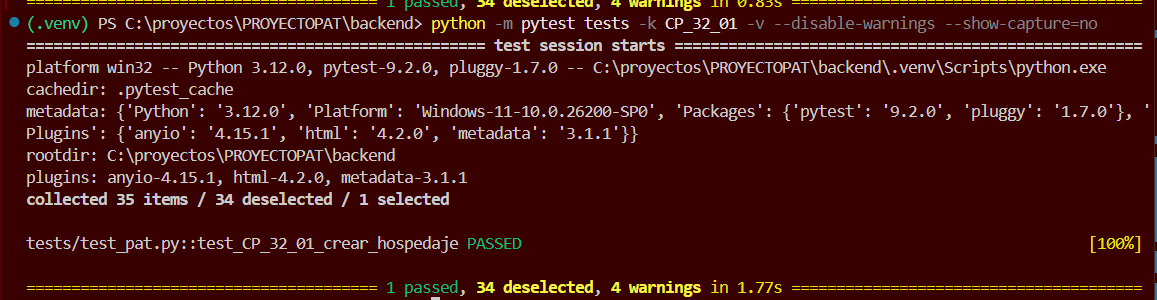 1 passed, 34 deselected, 4 warnings in 0.83s
(.venv) PS C:\proyectos\PROYECTOPAT\backend> python -m pytest tests -k CP_32_01 -v --disable-warnings --show-capture=no
=================================================== test session starts ====================================================
platform win32 -- Python 3.12.0, pytest-9.2.0, pluggy-1.7.0 -- C:\proyectos\PROYECTOPAT\backend\.venv\Scripts\python.exe
cachedir: .pytest_cache
metadata: {'Python': '3.12.0', 'Platform': 'Windows-11-10.0.26200-SP0', 'Packages': {'pytest': '9.2.0', 'pluggy': '1.7.0'}, '
Plugins': {'anyio': '4.15.1', 'html': '4.2.0', 'metadata': '3.1.1'}}
rootdir: C:\proyectos\PROYECTOPAT\backend
plugins: anyio-4.15.1, html-4.2.0, metadata-3.1.1
collected 35 items / 34 deselected / 1 selected
tests/test_pat.py::test_CP_32_01_crear_hospedaje PASSED [100%]
======================================= 1 passed, 34 deselected, 4 warnings in 1.77s =======================================